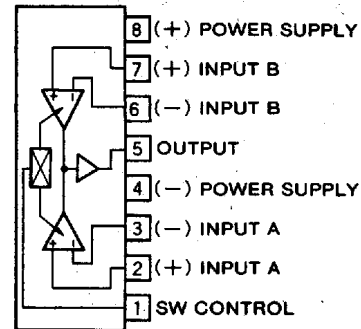 8 (+) POWER SUPPLY
7 (+) INPUT B
6 (−) INPUT B
5 OUTPUT
4 (−) POWER SUPPLY
3 (−) INPUT A
2 (+) INPUT A
1 SW CONTROL